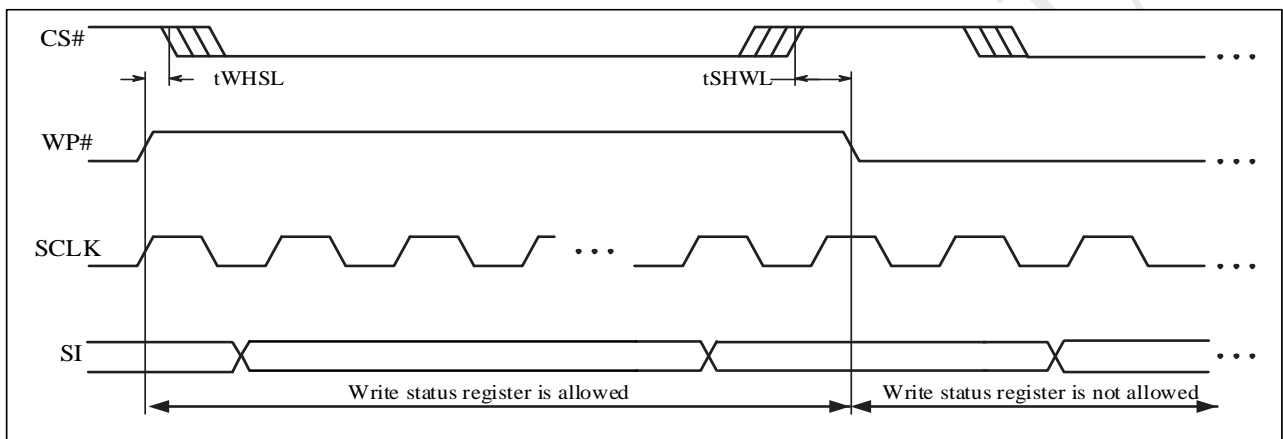 CS#
tWHSL
tSHWL
WP#
SCLK
SI
Write status register is allowed
Write status register is not allowed